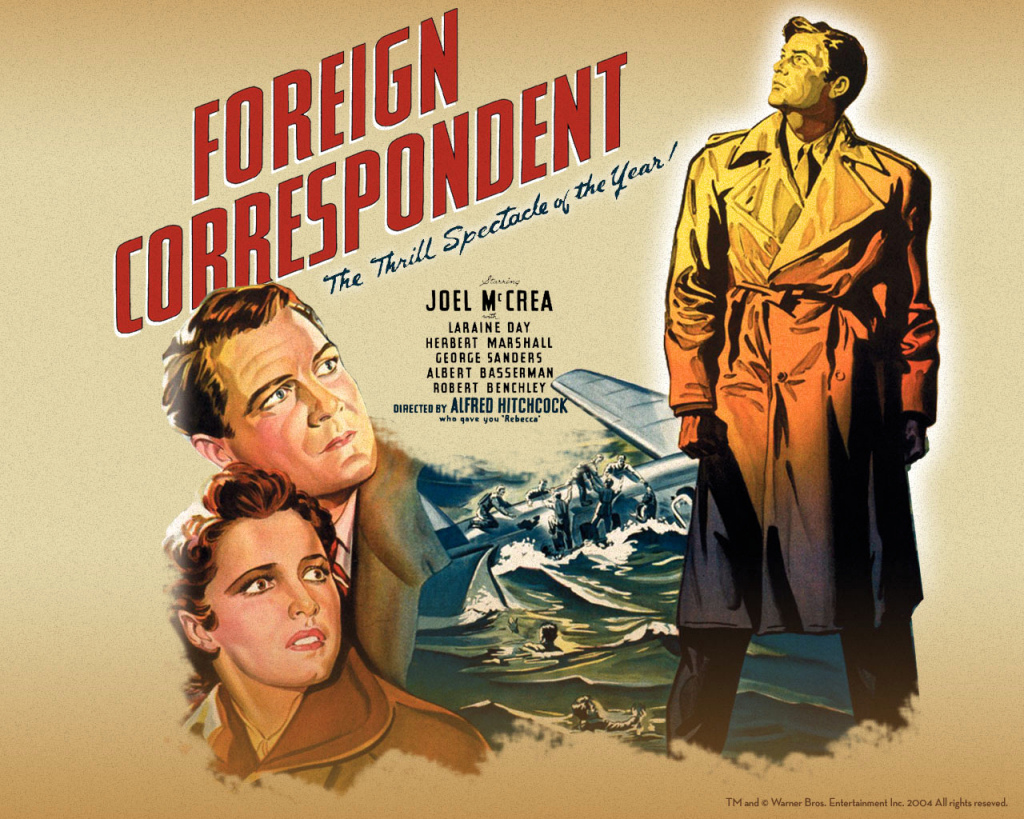 FOREIGN
CORRESPONDENT
The Thrill Spectacle of the Year!
Starring
JOEL McCREA
with
LARAINE DAY
HERBERT MARSHALL
GEORGE SANDERS
ALBERT BASSERMAN
ROBERT BENCHLEY
DIRECTED BY ALFRED HITCHCOCK
who gave you "Rebecca"
TM and © Warner Bros. Entertainment Inc. 2004 All rights reseved.